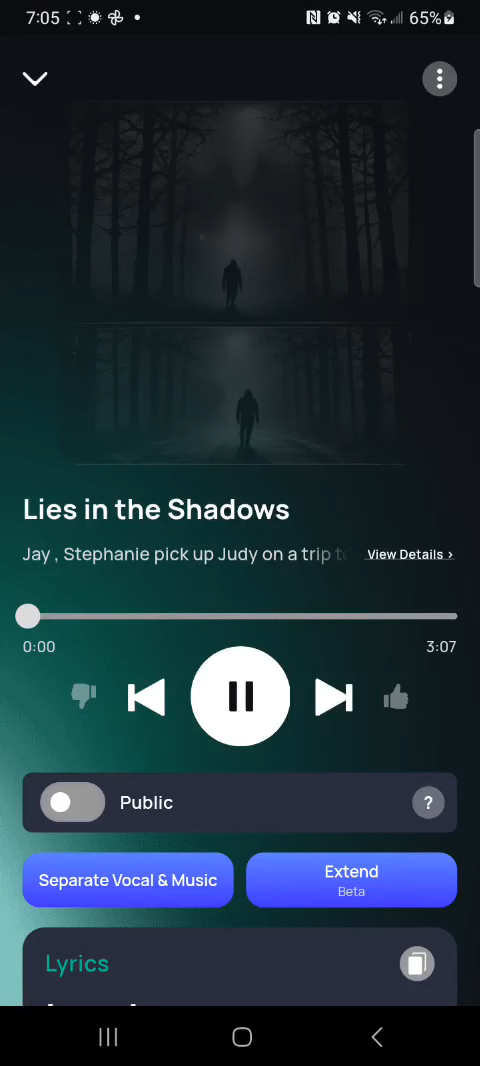 7:05
65%
Lies in the Shadows
Jay , Stephanie pick up Judy on a trip
View Details >
0:00
3:07
Public
?
Separate Vocal & Music
Extend
Beta
Lyrics